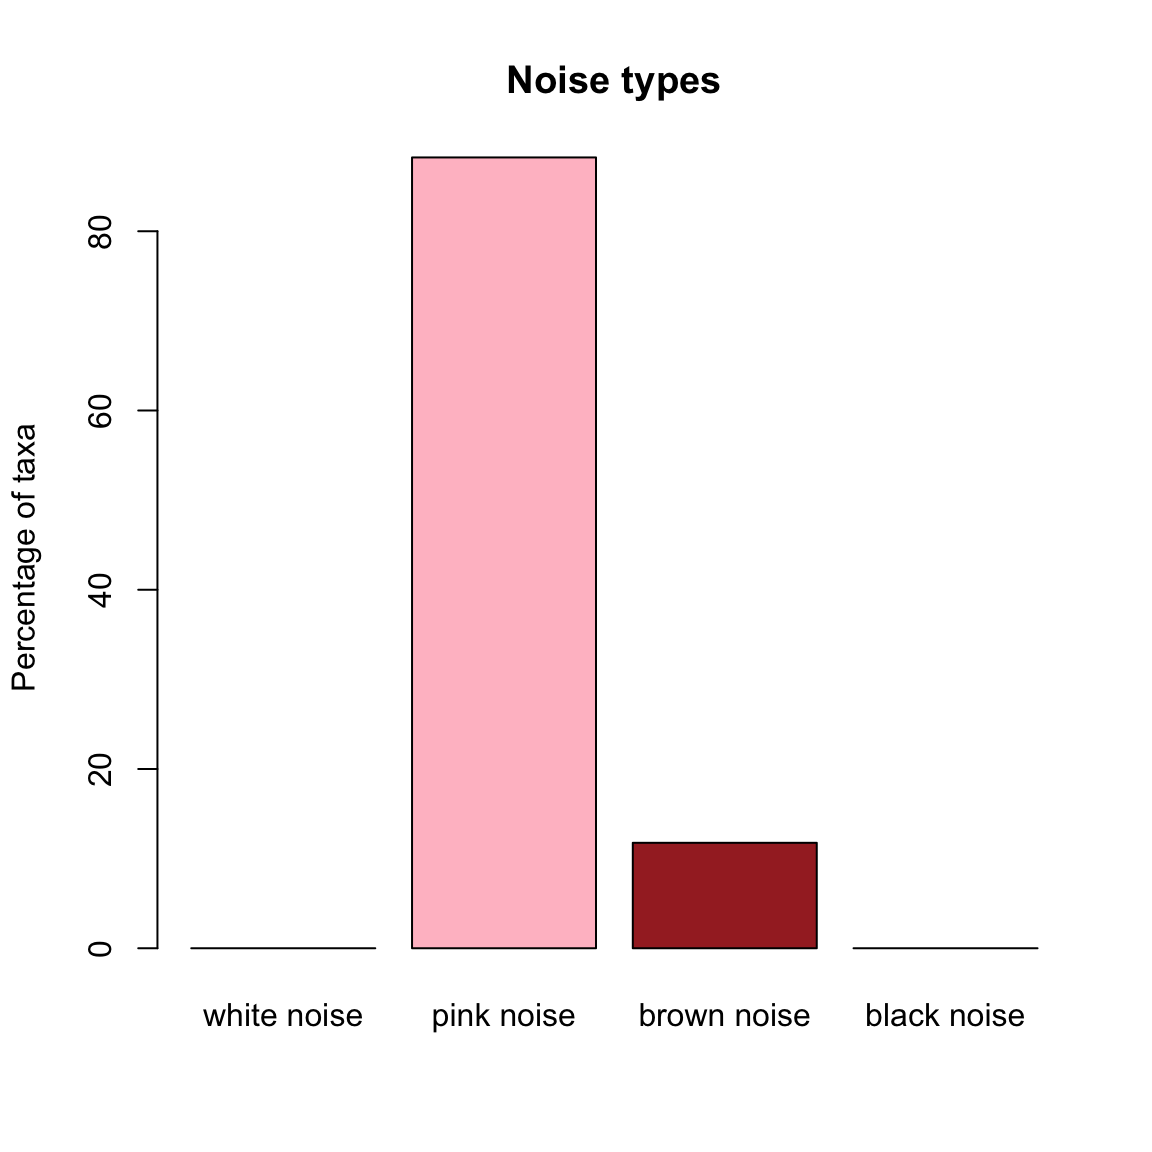 Noise types
Percentage of taxa
80
60
40
20
0
white noise
pink noise
brown noise
black noise